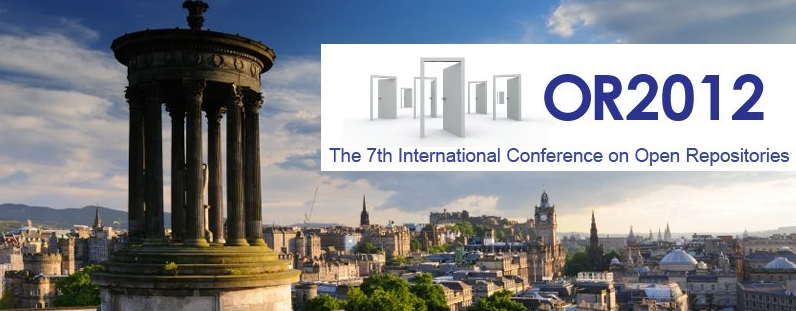 OR2012
The 7th International Conference on Open Repositories